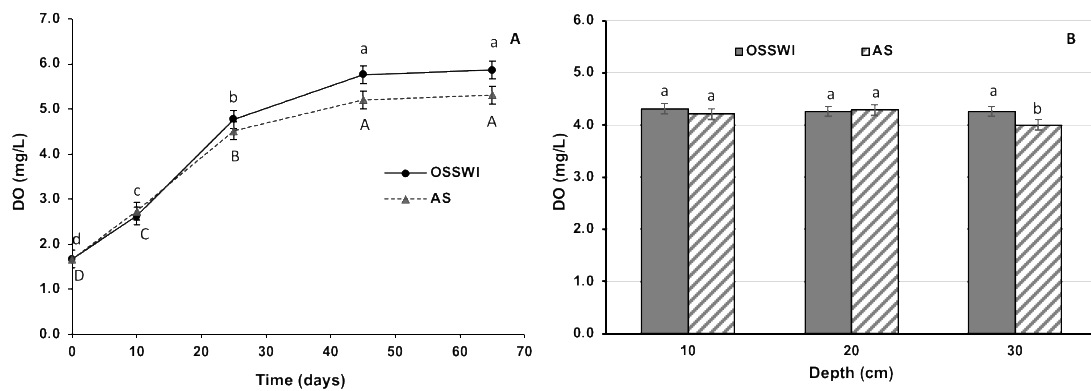 7.0
6.0
5.0
4.0
3.0
2.0
1.0
0.0
DO (mg/L)
0 10 20 30 40 50 60 70
Time (days)
A
a a
b
c
d
A A
B
C
D
OSSWI
AS
6.0
5.0
4.0
3.0
2.0
1.0
0.0
DO (mg/L)
B
OSSWI AS
a a a a a b
10 20 30
Depth (cm)